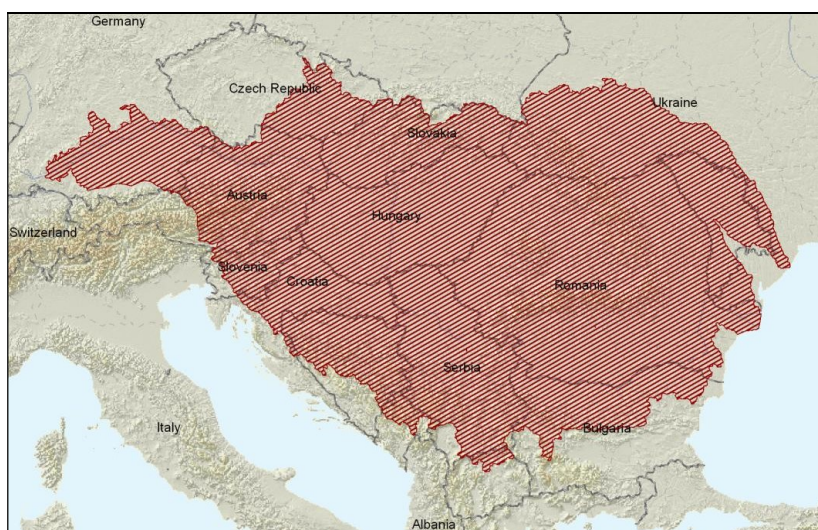 Germany
Czech Republic
Ukraine
Slovakia
Austria
Hungary
Switzerland
Slovenia
Croatia
Romania
Serbia
Italy
Bulgaria
Albania